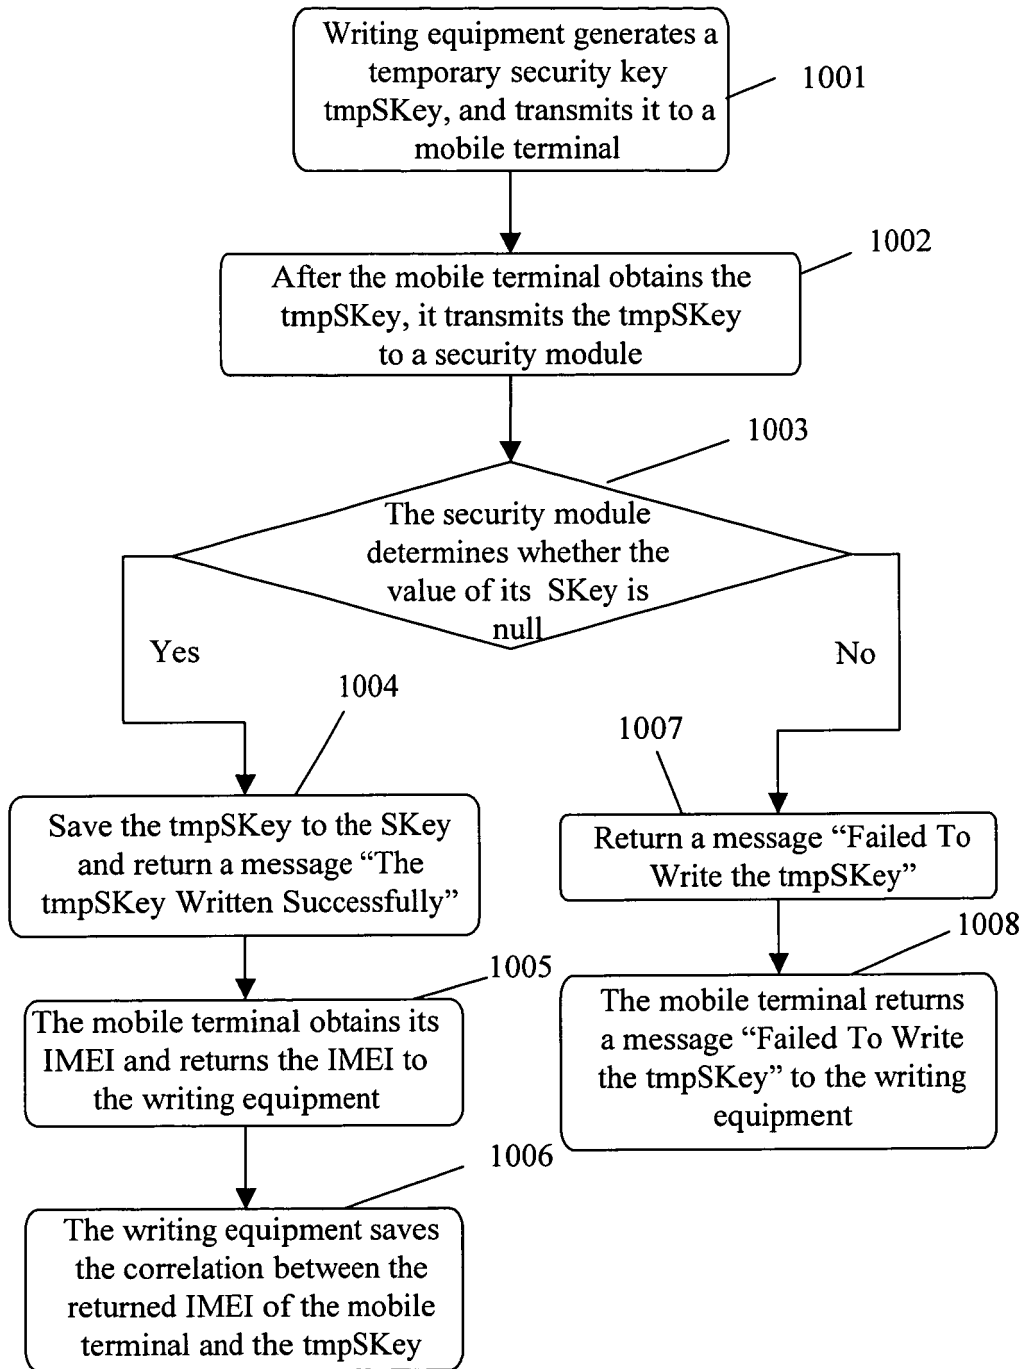 Writing equipment generates a
temporary security key
tmpSKey, and transmits it to a
mobile terminal
1001
1002
After the mobile terminal obtains the
tmpSKey, it transmits the tmpSKey
to a security module
1003
The security module
determines whether the
value of its SKey is
null
Yes
No
1004
1007
Save the tmpSKey to the SKey
and return a message “The
tmpSKey Written Successfully”
Return a message “Failed To
Write the tmpSKey”
1005
1008
The mobile terminal obtains its
IMEI and returns the IMEI to
the writing equipment
The mobile terminal returns
a message “Failed To Write
the tmpSKey” to the writing
equipment
1006
The writing equipment saves
the correlation between the
returned IMEI of the mobile
terminal and the tmpSKey